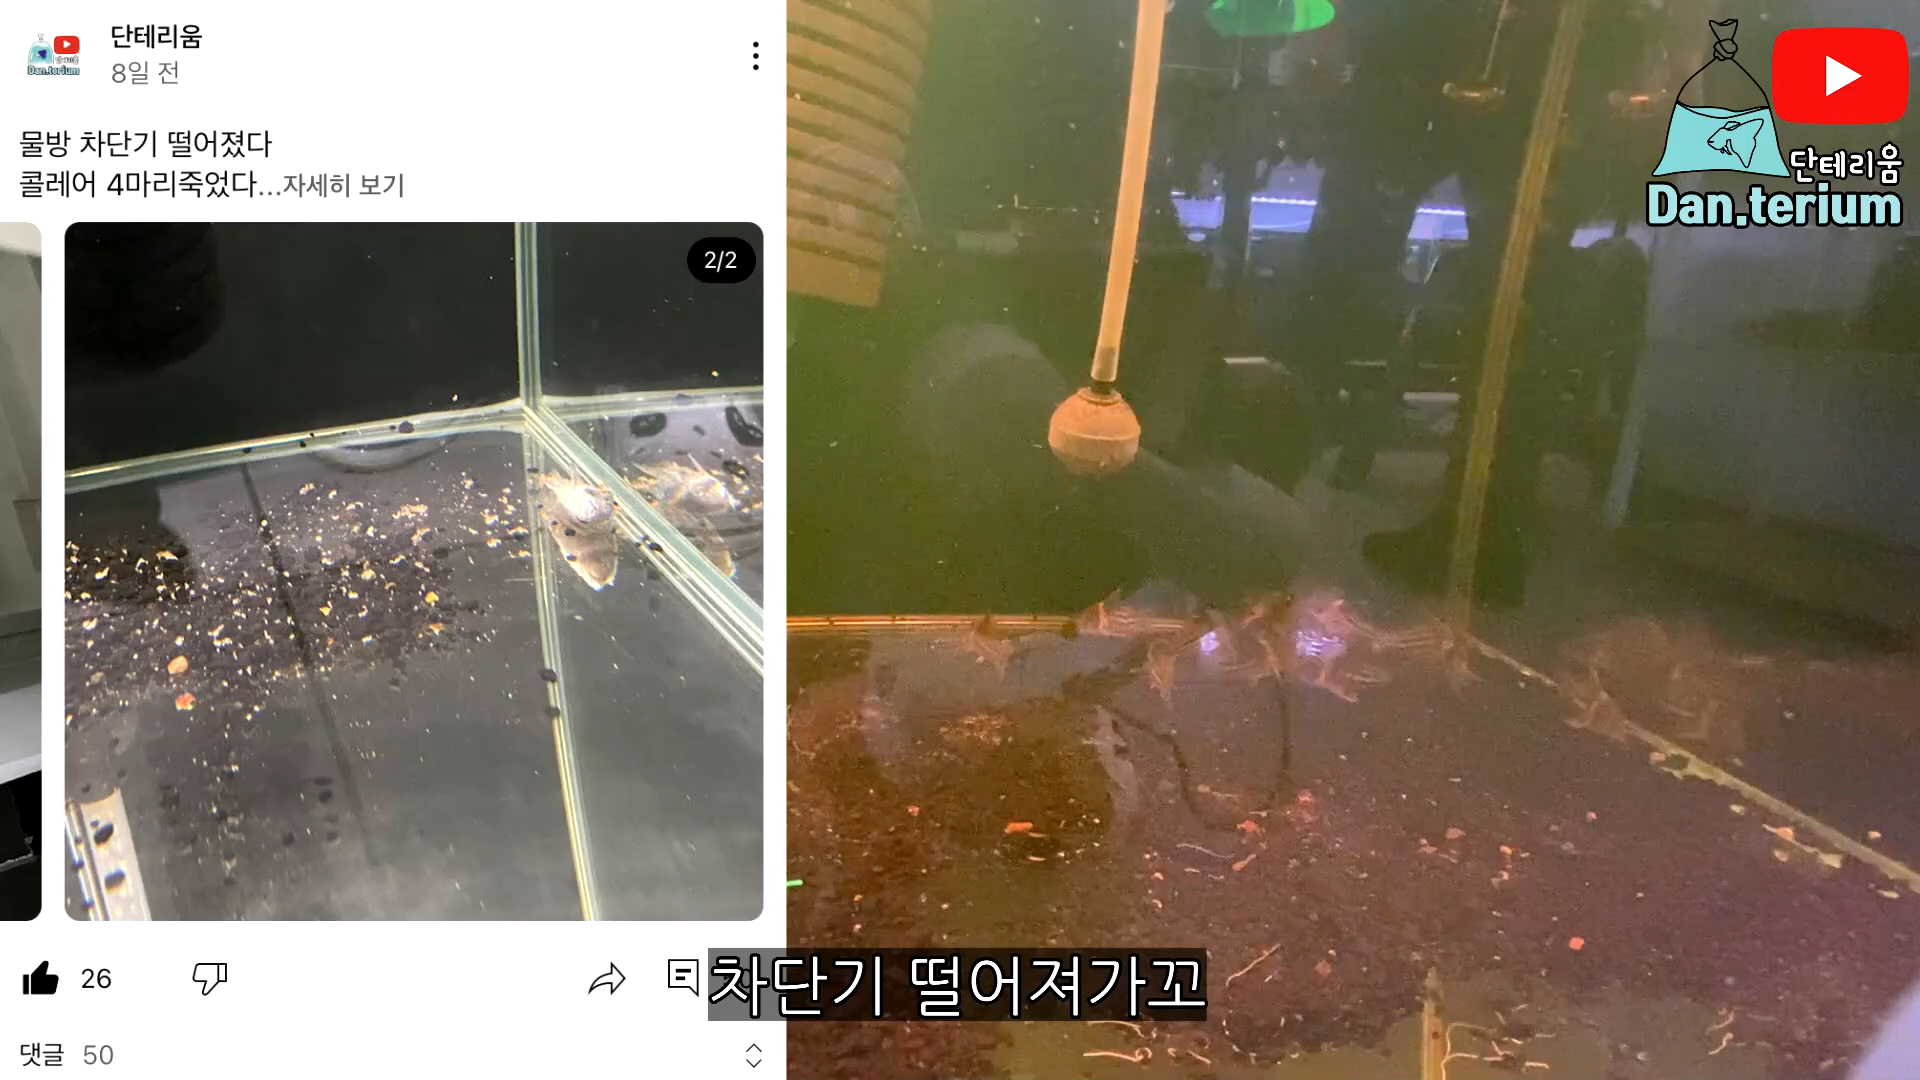 단테리움
8일 전
물방 차단기 떨어졌다
콜레어 4마리죽었다...자세히 보기
2/2
26
댓글 50
차단기 떨어져가꼬
단테리움
Dan.terium